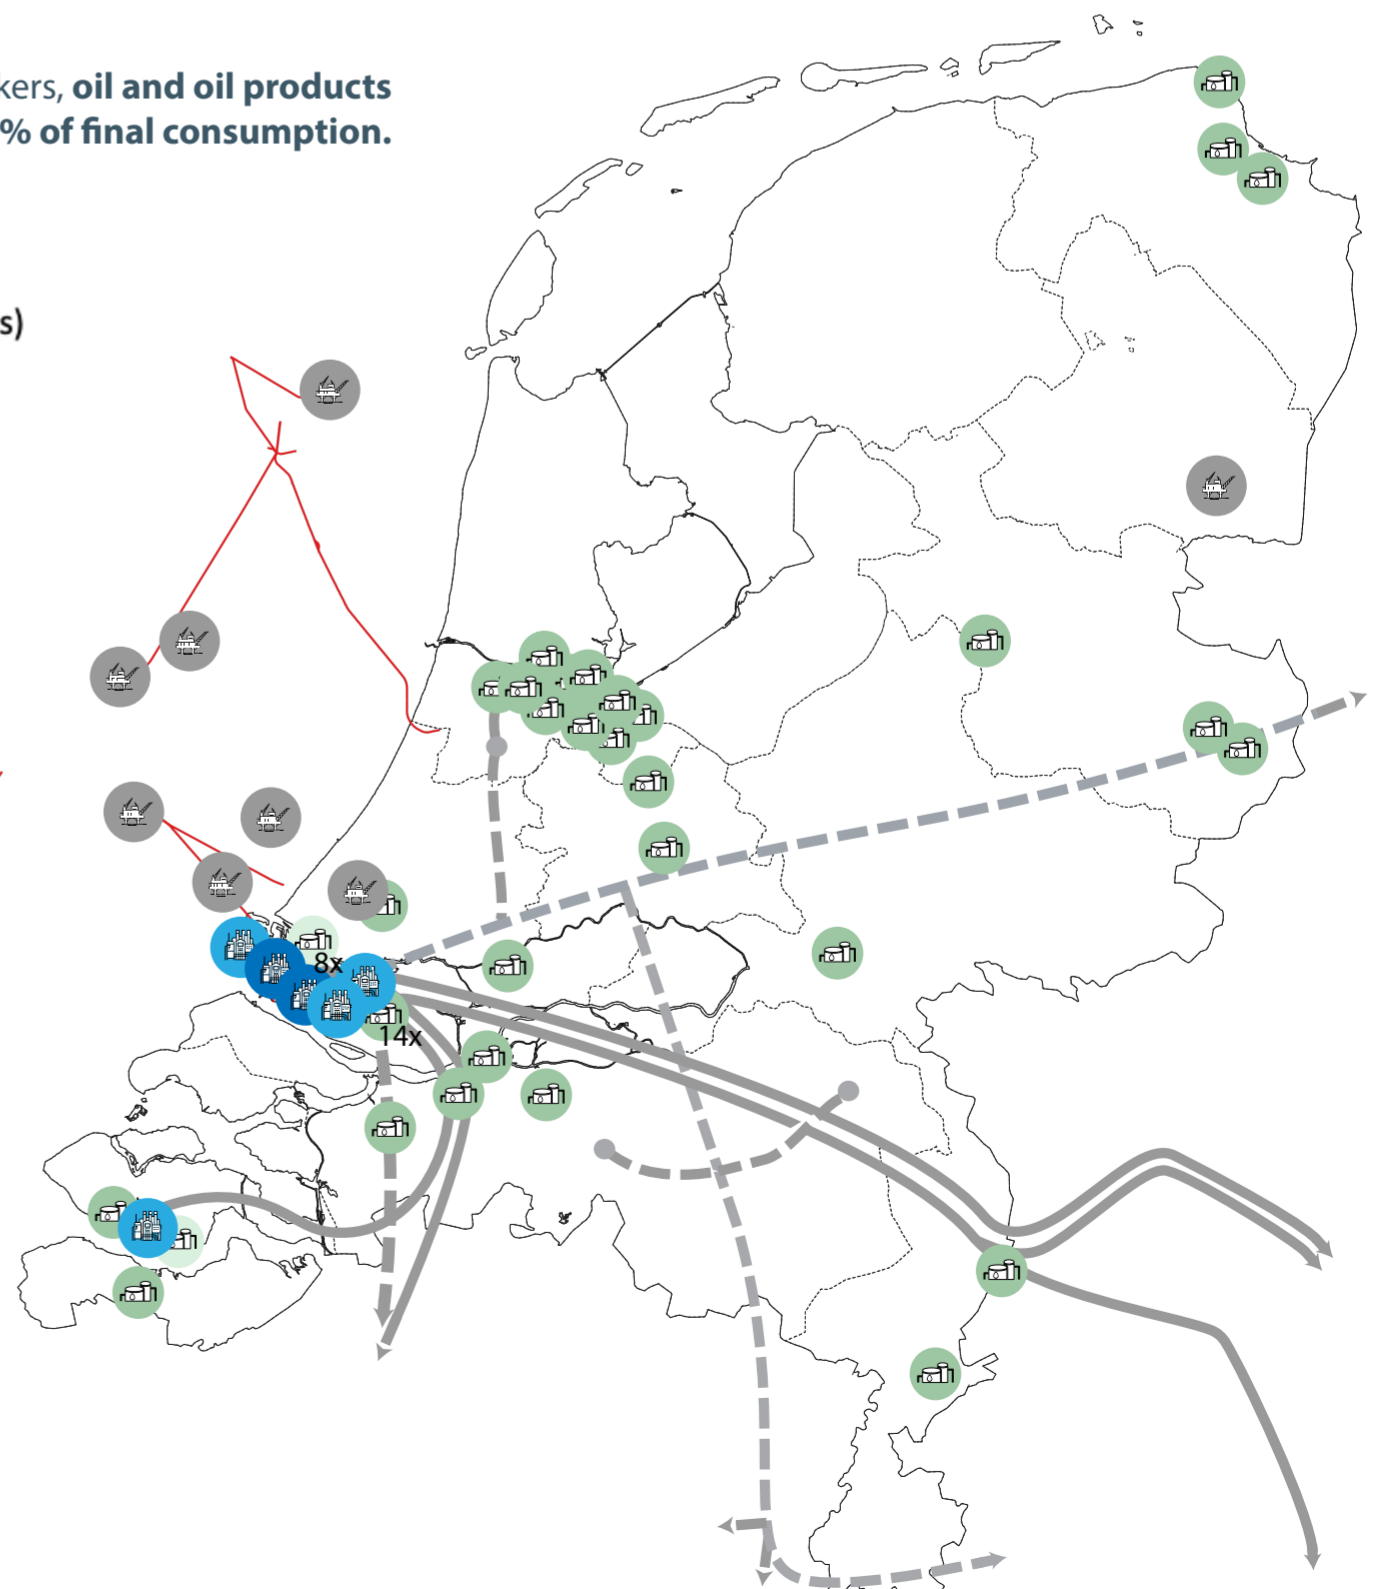 kers, oil and oil products
% of final consumption.
s)
8x
14x